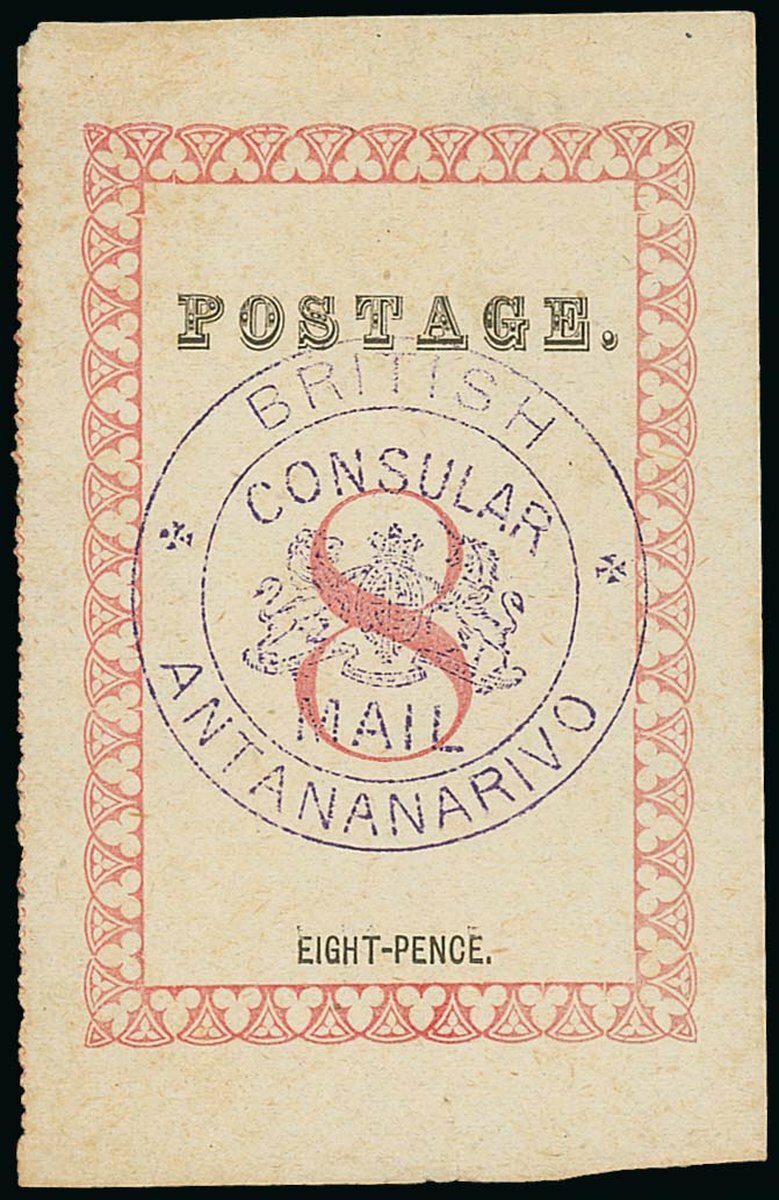 POSTAGE.
BRITISH
CONSULAR
8
MAIL
ANTANANARIVO
EIGHT-PENCE.